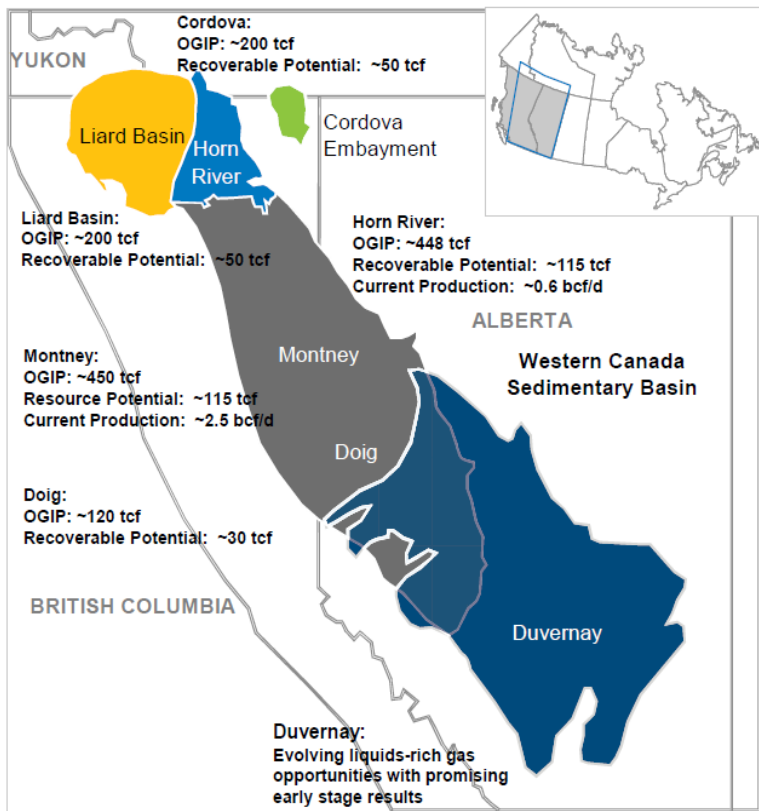 Cordova:
OGIP: ~200 tcf
Recoverable Potential:  ~50 tcf
YUKON
Liard Basin
Horn
River
Cordova
Embayment
Liard Basin:
OGIP: ~200 tcf
Recoverable Potential:  ~50 tcf
Horn River:
OGIP: ~448 tcf
Recoverable Potential:  ~115 tcf
Current Production:  ~0.6 bcf/d
ALBERTA
Montney
Western Canada
Sedimentary Basin
Montney:
OGIP: ~450 tcf
Resource Potential:  ~115 tcf
Current Production:  ~2.5 bcf/d
Doig
Doig:
OGIP: ~120 tcf
Recoverable Potential:  ~30 tcf
BRITISH COLUMBIA
Duvernay
Duvernay:
Evolving liquids-rich gas
opportunities with promising
early stage results